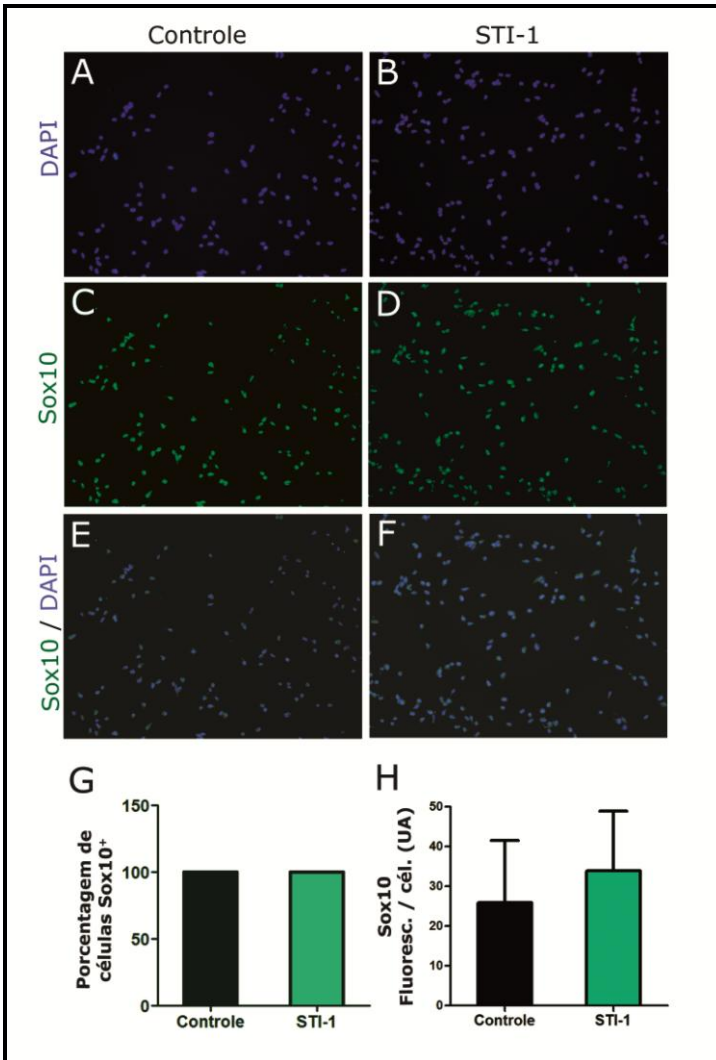 Controle STI-1
A B
DAPI
C D
Sox10
E F
Sox10 / DAPI
G
Porcentagem de
células Sox10⁺
150
100
50
0
Controle STI-1
H
Sox10
Fluoresc. / cél. (UA)
50
40
30
20
10
0
Controle STI-1